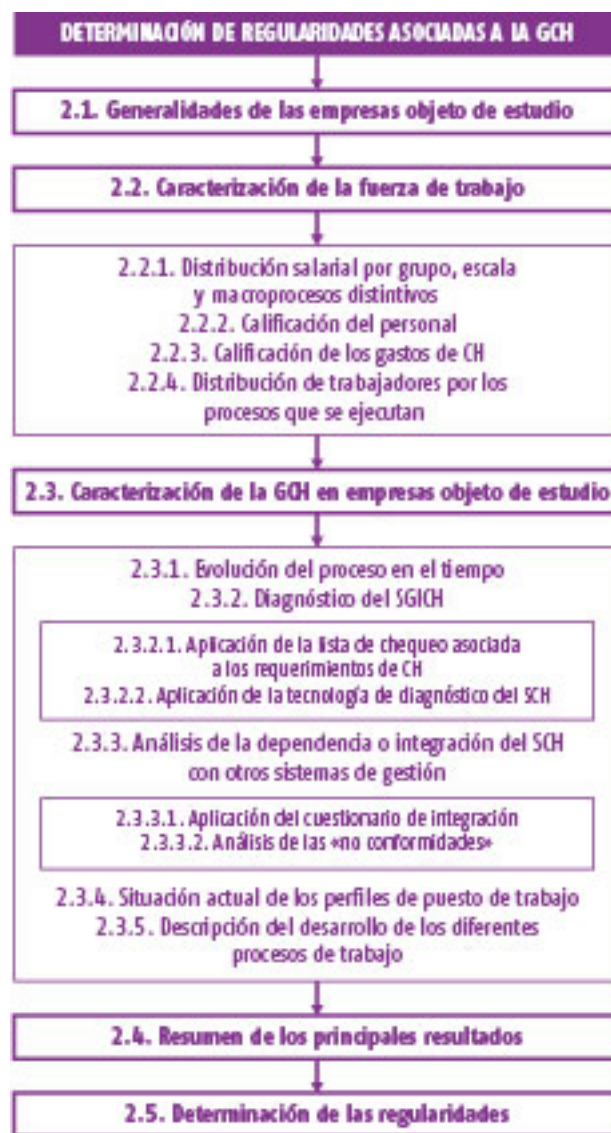 DETERMINACIÓN DE REGULARIDADES ASOCIADAS A LA GCH
2.1. Generalidades de las empresas objeto de estudio
2.2. Caracterización de la fuerza de trabajo
2.2.1. Distribución salarial por grupo, escala
y macroprocesos distintivos
2.2.2. Calificación del personal
2.2.3. Calificación de los gastos de CH
2.2.4. Distribución de trabajadores por los
procesos que se ejecutan
2.3. Caracterización de la GCH en empresas objeto de estudio
2.3.1. Evolución del proceso en el tiempo
2.3.2. Diagnóstico del SGICH
2.3.2.1. Aplicación de la lista de chequeo asociada
a los requerimientos de CH
2.3.2.2. Aplicación de la tecnología de diagnóstico del SCH
2.3.3. Análisis de la dependencia o integración del SCH
con otros sistemas de gestión
2.3.3.1. Aplicación del cuestionario de integración
2.3.3.2. Análisis de las «no conformidades»
2.3.4. Situación actual de los perfiles de puesto de trabajo
2.3.5. Descripción del desarrollo de los diferentes
procesos de trabajo
2.4. Resumen de los principales resultados
2.5. Determinación de las regularidades